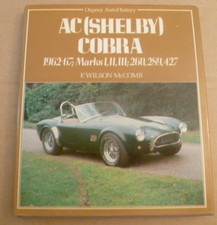 Osprey AutoHistory
AC (SHELBY)
COBRA
1962-67; Marks I, II, III; 260, 289, 427
F. WILSON McCOMB